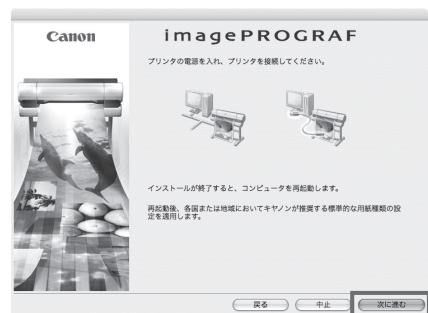 Canon
imagePROGRAF
プリンタの電源を入れ、プリンタを接続してください。
インストールが終了すると、コンピュータを再起動します。
再起動後、各国または地域においてキヤノンが推奨する標準的な用紙種類の設
定を適用します。
戻る
中止
次に進む